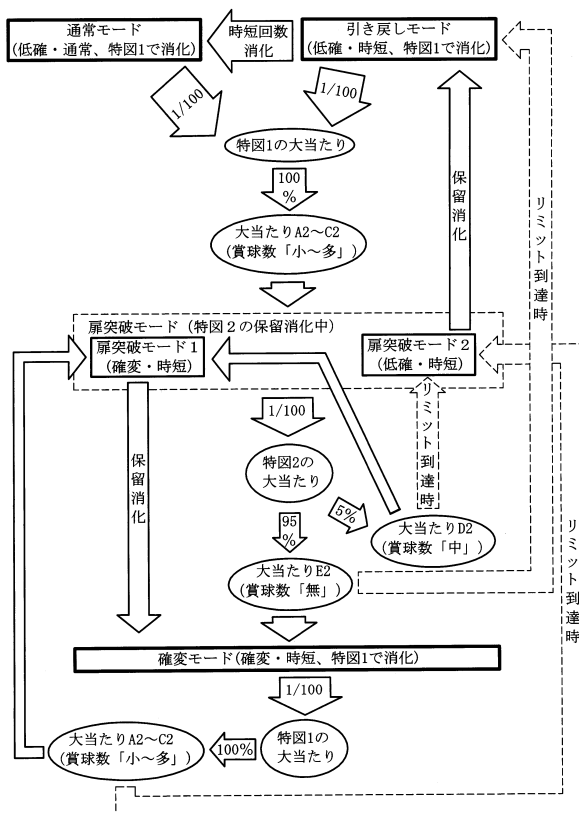 通常モード
(低確・通常、特図1で消化)
時短回数
消化
引き戻しモード
(低確・時短、特図1で消化)
1/100
1/100
特図1の大当たり
100
%
保留消化
リミット到達時
大当たりA2～C2
(賞球数「小～多」)
扉突破モード (特図2の保留消化中)
扉突破モード1
(確変・時短)
扉突破モード2
(低確・時短)
1/100
リミット到達時
保留消化
特図2の
大当たり
5%
95
%
大当たりD2
(賞球数「中」)
リミット到達時
大当たりE2
(賞球数「無」)
確変モード(確変・時短、特図1で消化)
1/100
大当たりA2～C2
(賞球数「小～多」)
100%
特図1の
大当たり